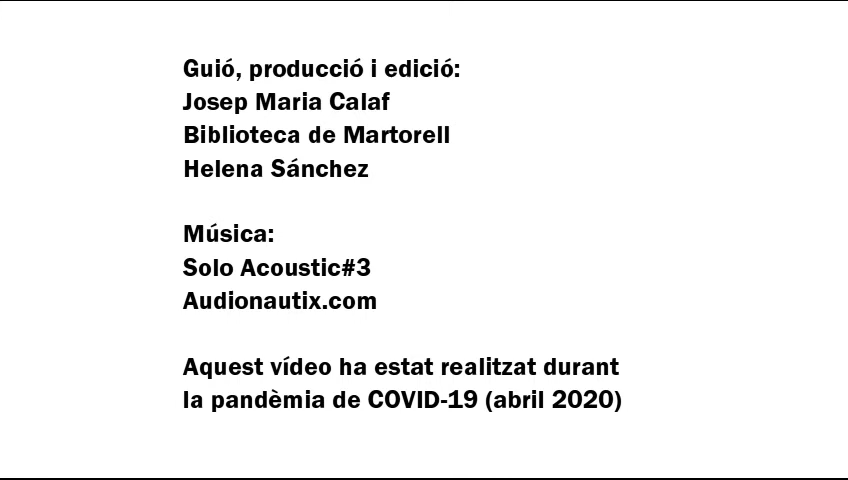 Guió, producció i edició:
Josep Maria Calaf
Biblioteca de Martorell
Helena Sánchez
Música:
Solo Acoustic#3
Audionautix.com
Aquest vídeo ha estat realitzat durant
la pandèmia de COVID-19 (abril 2020)